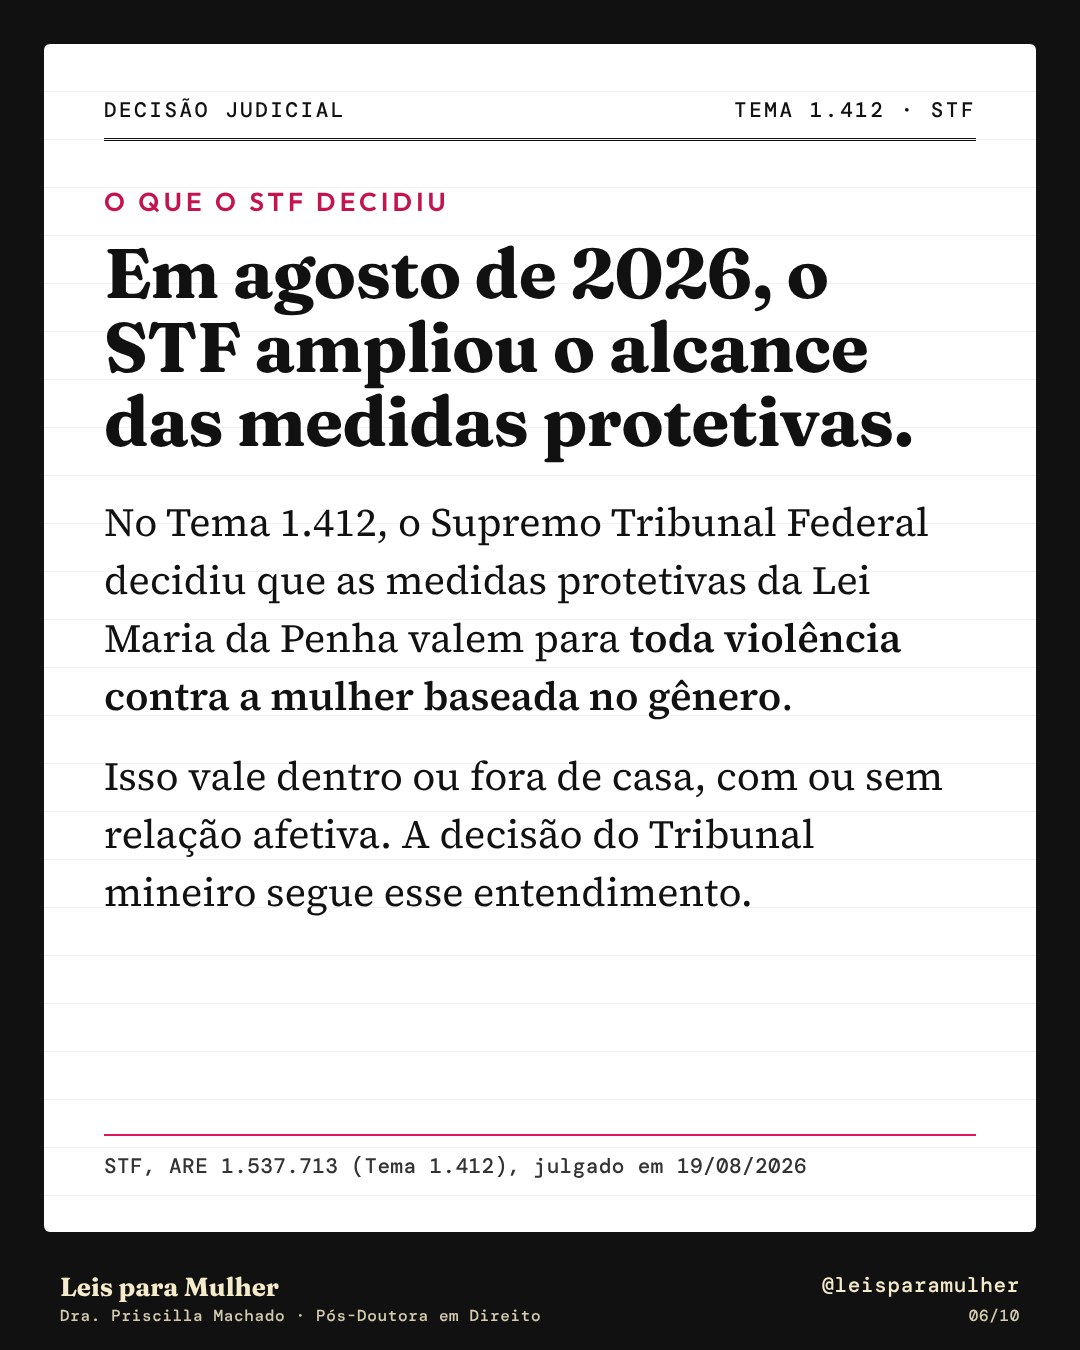 DECISÃO JUDICIAL
TEMA 1.412 · STF
O QUE O STF DECIDIU
Em agosto de 2026, o
STF ampliou o alcance
das medidas protetivas.
No Tema 1.412, o Supremo Tribunal Federal
decidiu que as medidas protetivas da Lei
Maria da Penha valem para toda violência
contra a mulher baseada no gênero.
Isso vale dentro ou fora de casa, com ou sem
relação afetiva. A decisão do Tribunal
mineiro segue esse entendimento.
STF, ARE 1.537.713 (Tema 1.412), julgado em 19/08/2026
Leis para Mulher
Dra. Priscilla Machado · Pós-Doutora em Direito
@leisparamulher
06/10